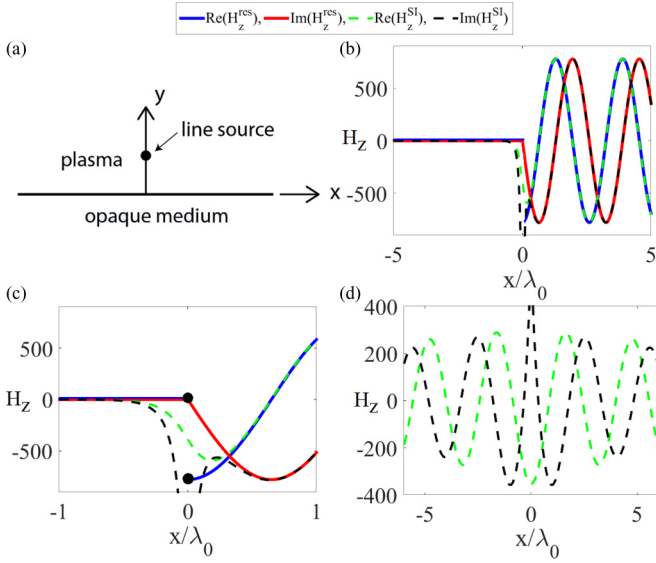 Re(H_z^res), Im(H_z^res) Re(H_z^SI), Im(H_z^SI)
(a)
y
line source
plasma
x
opaque medium
(b)
500
H_z 0
-500
-5 0 5
x/λ_0
(c)
500
H_z 0
-500
-1 0 1
x/λ_0
(d)
400
200
H_z 0
-200
-400
-5 0 5
x/λ_0